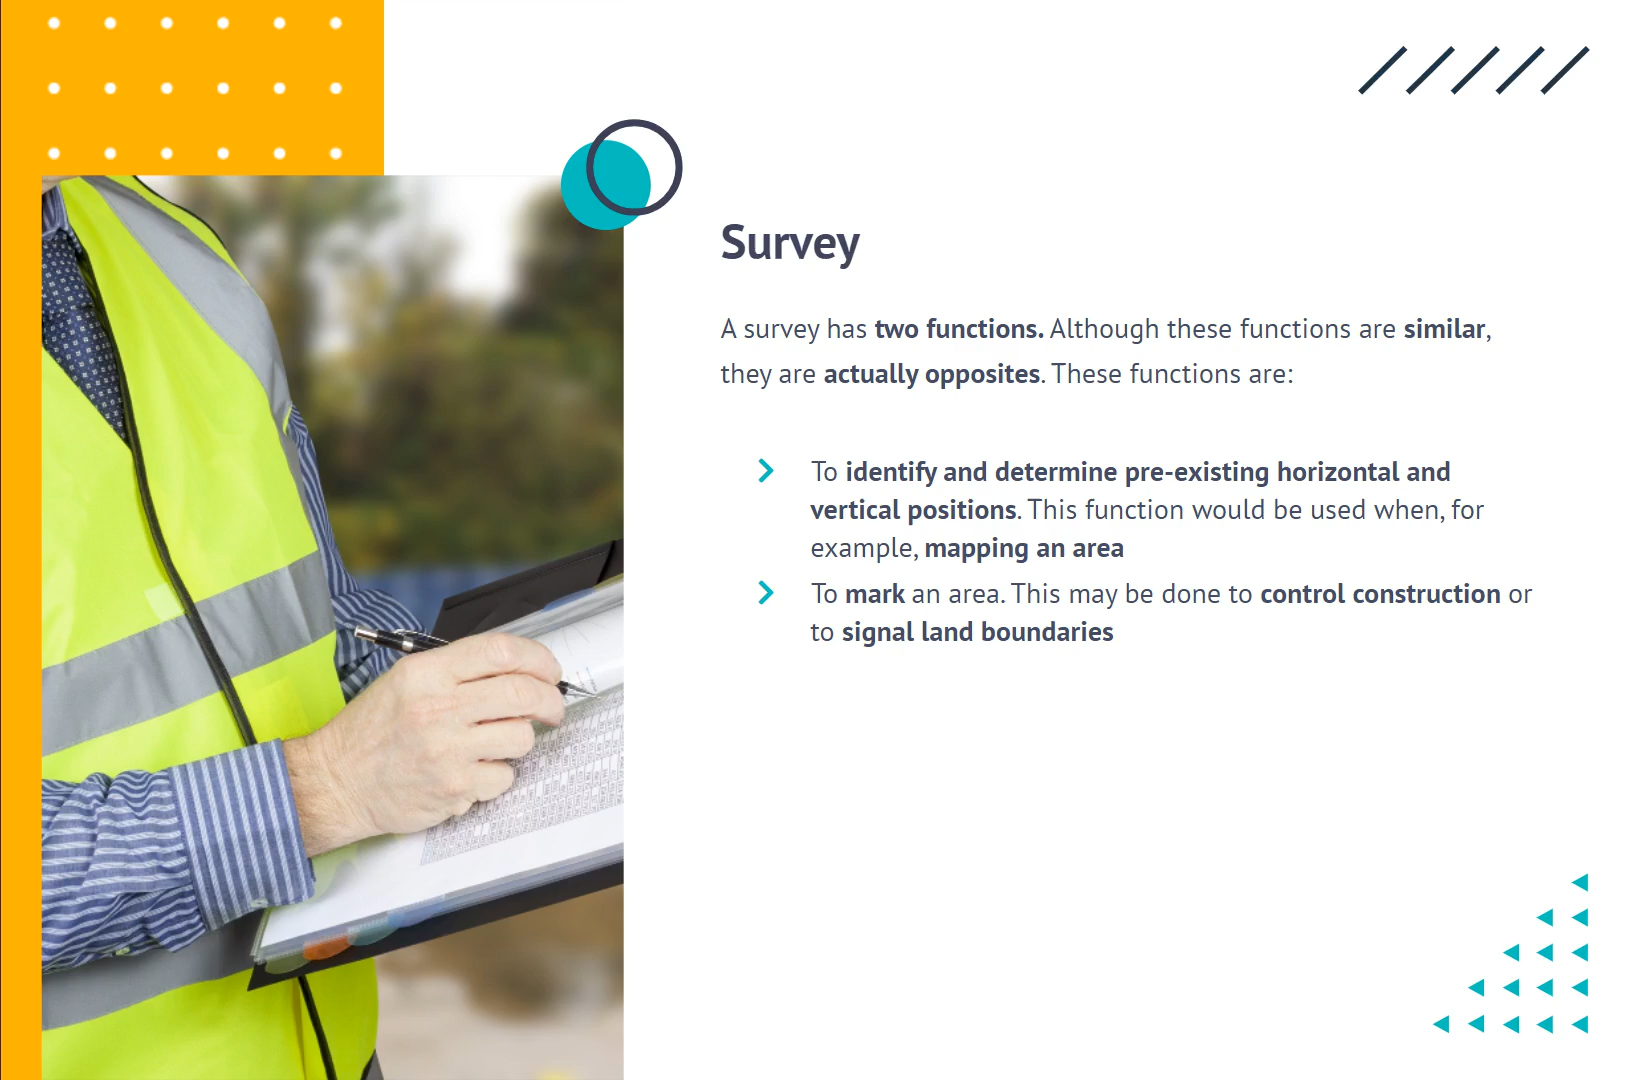 Survey
A survey has two functions. Although these functions are similar,
they are actually opposites. These functions are:
To identify and determine pre-existing horizontal and
vertical positions. This function would be used when, for
example, mapping an area
To mark an area. This may be done to control construction or
to signal land boundaries